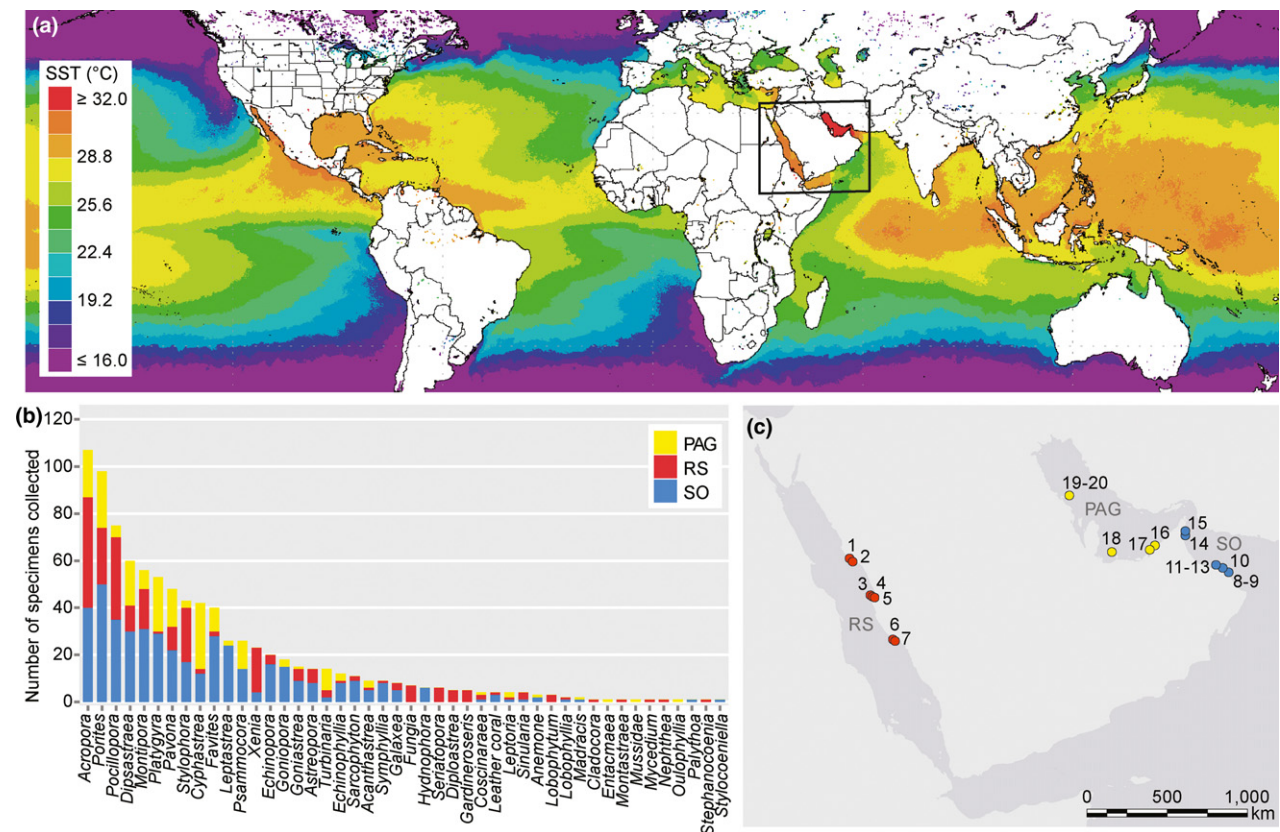 (a)
SST (°C)
≥ 32.0
28.8
25.6
22.4
19.2
≤ 16.0
(b)
120
100
80
60
40
20
0
Number of specimens collected
PAG
RS
SO
Acropora
Porites
Pocillopora
Dipsastraea
Montipora
Platygyra
Pavona
Stylophora
Cyphastrea
Favites
Leptastrea
Psammocora
Xenia
Echinopora
Goniopora
Goniastrea
Astreopora
Turbinaria
Echinophyllia
Sarcophyton
Acanthastrea
Symphyllia
Galaxea
Fungia
Hydnophora
Seriatopora
Diploastrea
Gardineroseris
Coscinaraea
Leather coral
Leptoria
Sinularia
Anemone
Lobophytum
Lobophyllia
Madracis
Cladocora
Entacmaea
Montastraea
Mussidae
Mycedium
Nephthea
Oulophyllia
Palythoa
Stephanocoenia
Stylocoeniella
(c)
19-20
PAG
18
17
16
15
14
SO
11-13
10
8-9
1
2
3
4
5
RS
6
7
0 500 1,000
km